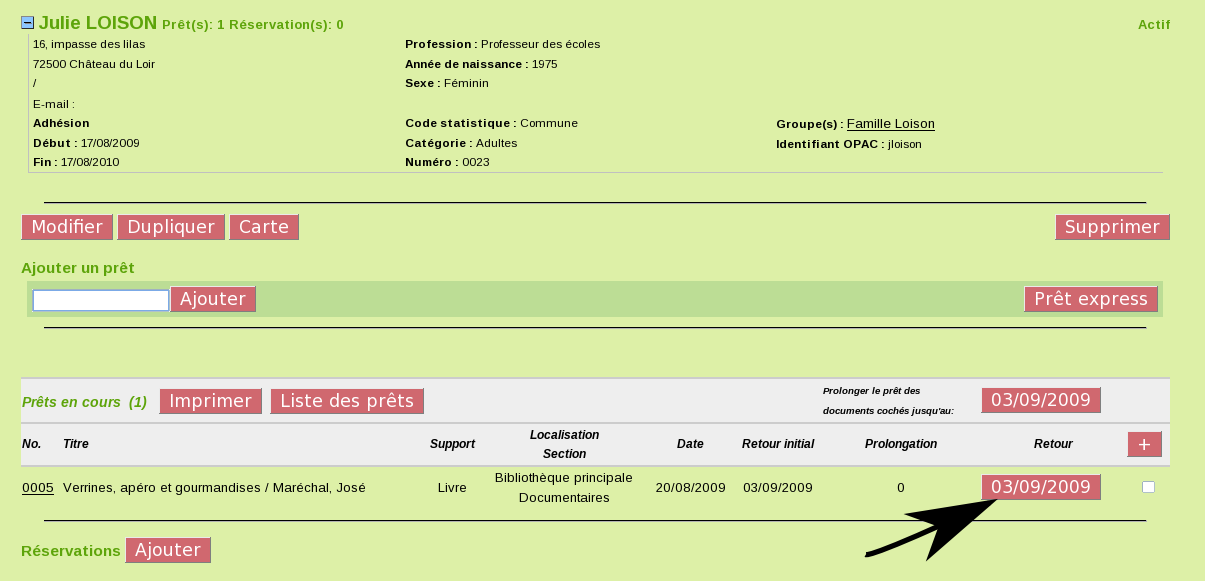 Julie LOISON Prêt(s): 1 Réservation(s): 0 Actif
16, impasse des lilas Profession : Professeur des écoles
72500 Château du Loir Année de naissance : 1975
/ Sexe : Féminin
E-mail :
Adhésion Code statistique : Commune Groupe(s) : Famille Loison
Début : 17/08/2009 Catégorie : Adultes Identifiant OPAC : jloison
Fin : 17/08/2010 Numéro : 0023
Modifier Dupliquer Carte Supprimer
Ajouter un prêt
Ajouter Prêt express
Prêts en cours (1) Imprimer Liste des prêts Prolonger le prêt des documents cochés jusqu'au: 03/09/2009
No. Titre Support Localisation Section Date Retour initial Prolongation Retour +
0005 Verrines, apéro et gourmandises / Maréchal, José Livre Bibliothèque principale Documentaires 20/08/2009 03/09/2009 0 03/09/2009
Réservations Ajouter